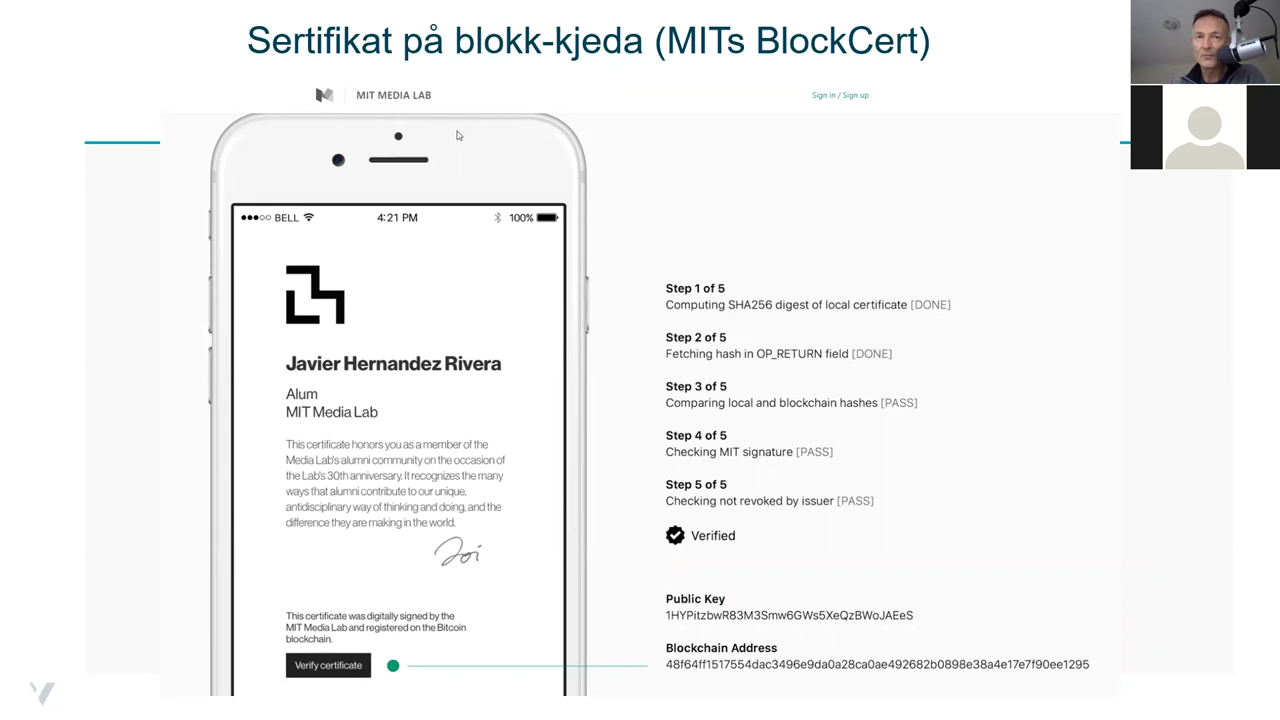 Sertifikat på blokk-kjeda (MITs BlockCert)
MIT MEDIA LAB
Sign in / Sign up
BELL
4:21 PM
100%
Javier Hernandez Rivera
Alum
MIT Media Lab
This certificate honors you as a member of the
Media Lab's alumni community on the occasion of
the Lab's 30th anniversary. It recognizes the many
ways that alumni contribute to our unique,
antidisciplinary way of thinking and doing, and the
difference they are making in the world.
Joi
This certificate was digitally signed by the
MIT Media Lab and registered on the Bitcoin
blockchain.
Verify certificate
Step 1 of 5
Computing SHA256 digest of local certificate [DONE]
Step 2 of 5
Fetching hash in OP_RETURN field [DONE]
Step 3 of 5
Comparing local and blockchain hashes [PASS]
Step 4 of 5
Checking MIT signature [PASS]
Step 5 of 5
Checking not revoked by issuer [PASS]
Verified
Public Key
1HYPitzbwR83M3Smw6GWs5XeQzBWoJAEeS
Blockchain Address
48f64ff1517554dac3496e9da0a28ca0ae492682b0898e38a4e17e7f90ee1295